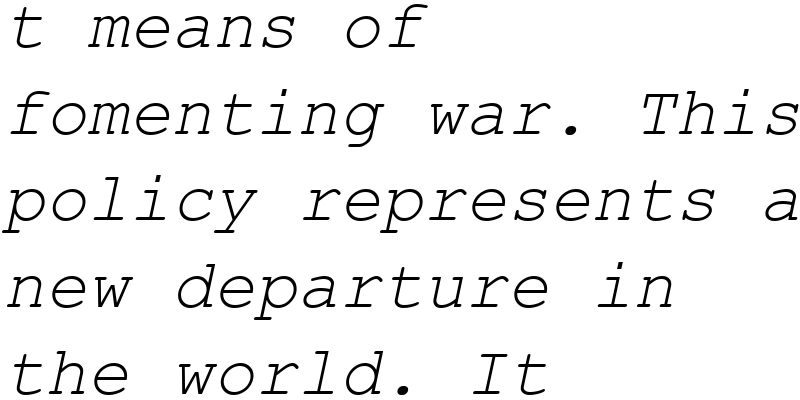 t means of
fomenting war. This
policy represents a
new departure in
the world. It